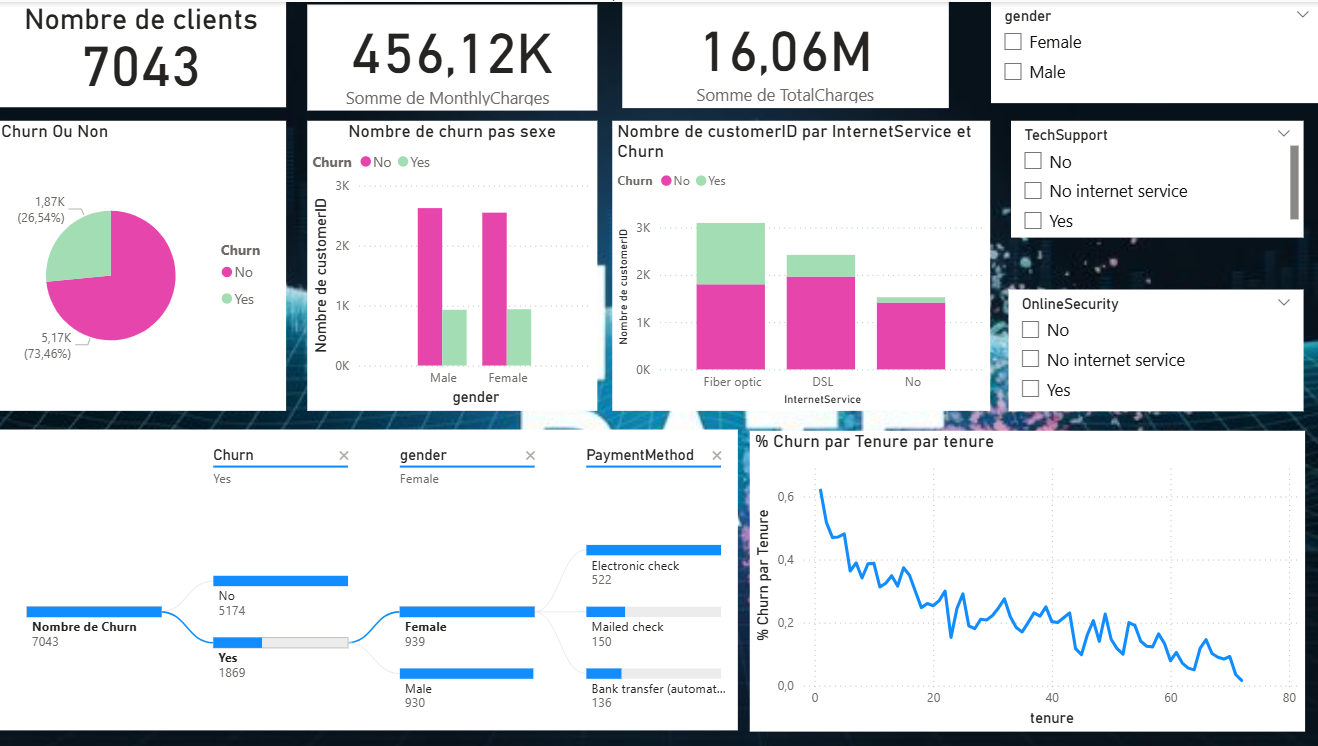 Nombre de clients
7043
456,12K
Somme de MonthlyCharges
16,06M
Somme de TotalCharges
gender
Female
Male
Churn Ou Non
1,87K
(26,54%)
5,17K
(73,46%)
Churn
No
Yes
Nombre de churn pas sexe
Churn No Yes
Nombre de customerID
3K
2K
1K
0K
Male Female
gender
Nombre de customerID par InternetService et
Churn
Churn No Yes
Nombre de customerID
3K
2K
1K
0K
Fiber optic DSL No
InternetService
TechSupport
No
No internet service
Yes
OnlineSecurity
No
No internet service
Yes
Churn
Yes
gender
Female
PaymentMethod
Nombre de Churn
7043
No
5174
Yes
1869
Female
939
Male
930
Electronic check
522
Mailed check
150
Bank transfer (automat...
136
% Churn par Tenure par tenure
% Churn par Tenure
0,6
0,4
0,2
0,0
0 20 40 60 80
tenure